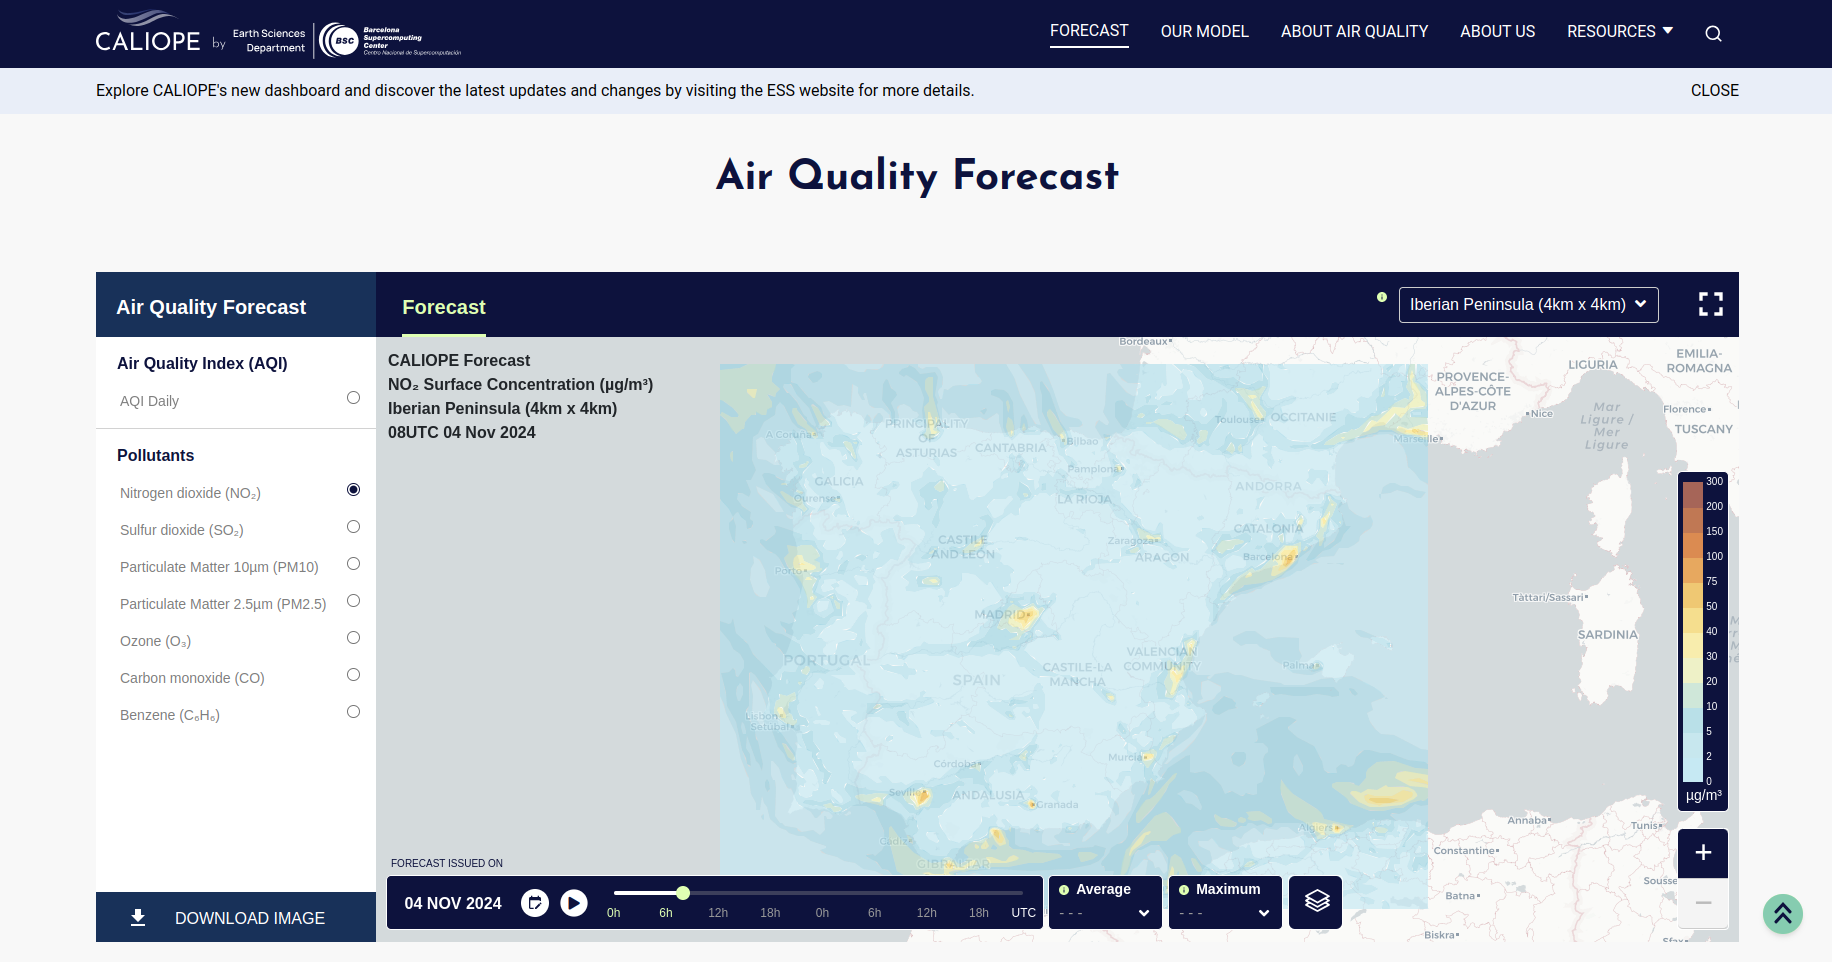 CALIOPE by Earth Sciences Department BSC Barcelona Supercomputing Center Centro Nacional de Supercomputación
FORECAST OUR MODEL ABOUT AIR QUALITY ABOUT US RESOURCES
Explore CALIOPE's new dashboard and discover the latest updates and changes by visiting the ESS website for more details. CLOSE
Air Quality Forecast
Air Quality Forecast
Forecast
Iberian Peninsula (4km x 4km)
Air Quality Index (AQI)
AQI Daily
Pollutants
Nitrogen dioxide (NO₂)
Sulfur dioxide (SO₂)
Particulate Matter 10µm (PM10)
Particulate Matter 2.5µm (PM2.5)
Ozone (O₃)
Carbon monoxide (CO)
Benzene (C₆H₆)
DOWNLOAD IMAGE
CALIOPE Forecast
NO₂ Surface Concentration (µg/m³)
Iberian Peninsula (4km x 4km)
08UTC 04 Nov 2024
Bordeaux
PROVENCE-
ALPES-CÔTE
D'AZUR
LIGURIA
EMILIA-
ROMAGNA
Nice
Mar
Ligure /
Mer
Ligure
Florence
TUSCANY
Toulouse
OCCITANIE
Marseille
A Coruña
PRINCIPALITY
OF
ASTURIAS
CANTABRIA
Bilbao
Pamplona
GALICIA
Ourense
LA RIOJA
ANDORRA
CATALONIA
CASTILE
AND LEÓN
Zaragoza
ARAGON
Barcelona
Porto
MADRID
Tàttari/Sassari
SARDINIA
PORTUGAL
SPAIN
CASTILE-LA
MANCHA
VALENCIAN
COMMUNITY
Palma
Lisbon
Setúbal
Córdoba
Murcia
Seville
ANDALUSIA
Granada
Cádiz
GIBRALTAR
Algiers
Annaba
Tunis
Constantine
Sousse
Batna
Biskra
Sfax
300
200
150
100
75
50
40
30
20
10
5
2
0
µg/m³
+
−
FORECAST ISSUED ON
04 NOV 2024
0h 6h 12h 18h 0h 6h 12h 18h UTC
Average
- - -
Maximum
- - -